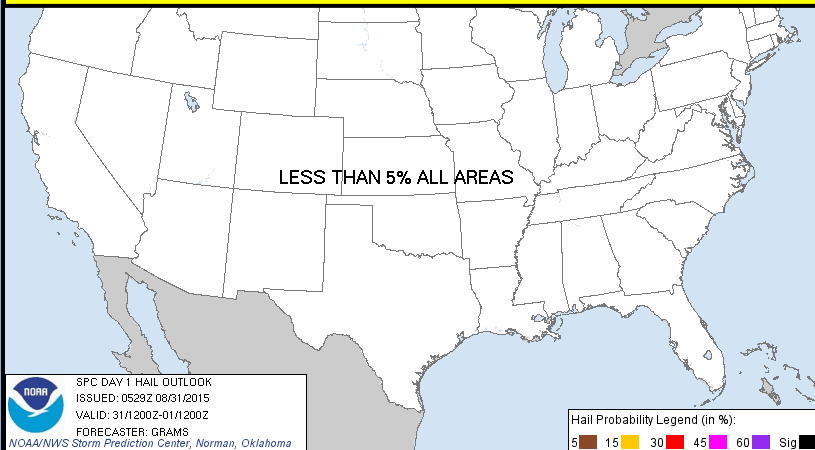 LESS THAN 5% ALL AREAS
NOAA
SPC DAY 1 HAIL OUTLOOK
ISSUED: 0529Z 08/31/2015
VALID: 31/1200Z-01/1200Z
FORECASTER: GRAMS
NOAA/NWS Storm Prediction Center, Norman, Oklahoma
Hail Probability Legend (in %):
5 15 30 45 60 Sig